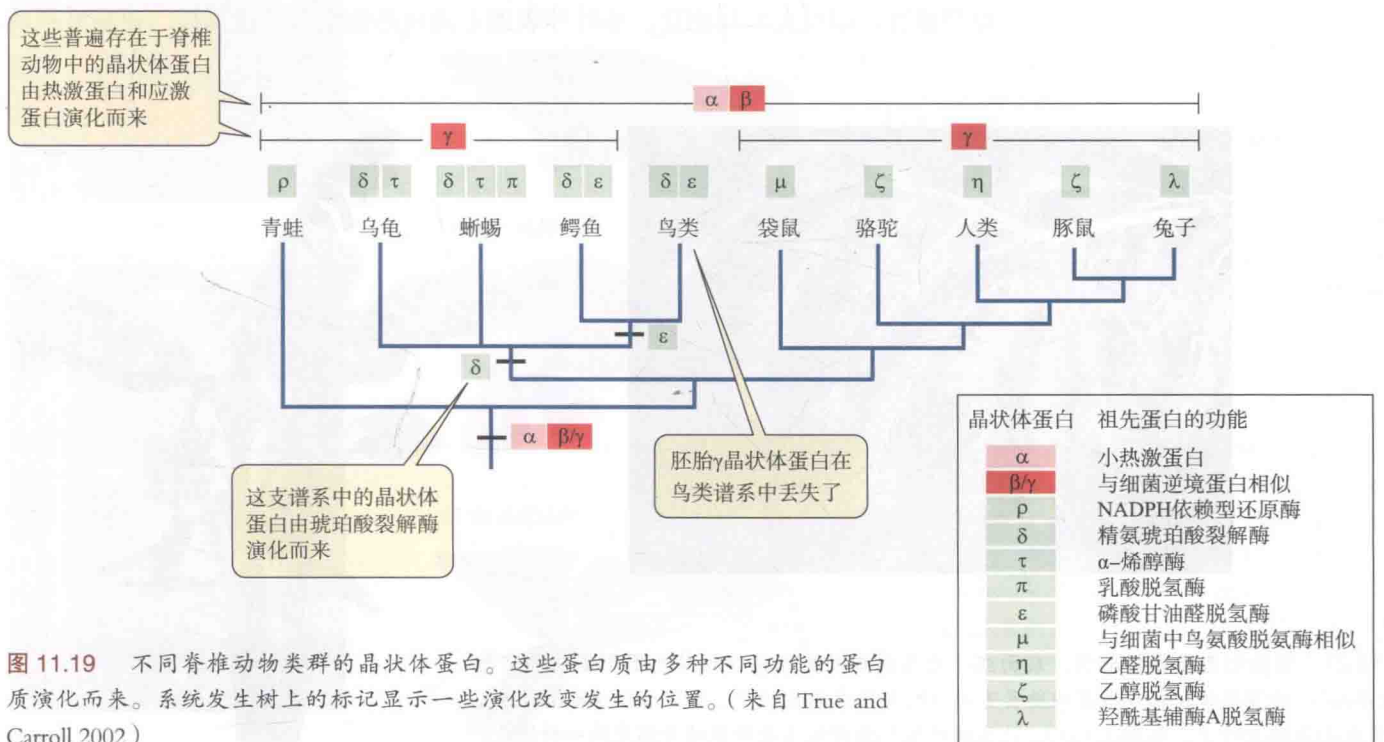 这些普遍存在于脊椎
动物中的晶状体蛋白
由热激蛋白和应激
蛋白演化而来
α β
γ γ
ρ δ τ δ τ π δ ε δ ε μ ζ η ζ λ
青蛙 乌龟 蜥蜴 鳄鱼 鸟类 袋鼠 骆驼 人类 豚鼠 兔子
ε
δ
α β/γ
这支谱系中的晶状体
蛋白由琥珀酸裂解酶
演化而来
胚胎γ晶状体蛋白在
鸟类谱系中丢失了
晶状体蛋白 祖先蛋白的功能
α 小热激蛋白
β/γ 与细菌逆境蛋白相似
ρ NADPH依赖型还原酶
δ 精氨琥珀酸裂解酶
τ α–烯醇酶
π 乳酸脱氢酶
ε 磷酸甘油醛脱氢酶
μ 与细菌中鸟氨酸脱氨酶相似
η 乙醛脱氢酶
ζ 乙醇脱氢酶
λ 羟酰基辅酶A脱氢酶
图 11.19 不同脊椎动物类群的晶状体蛋白。这些蛋白质由多种不同功能的蛋白
质演化而来。系统发生树上的标记显示一些演化改变发生的位置。（来自 True and
Carroll 2002）